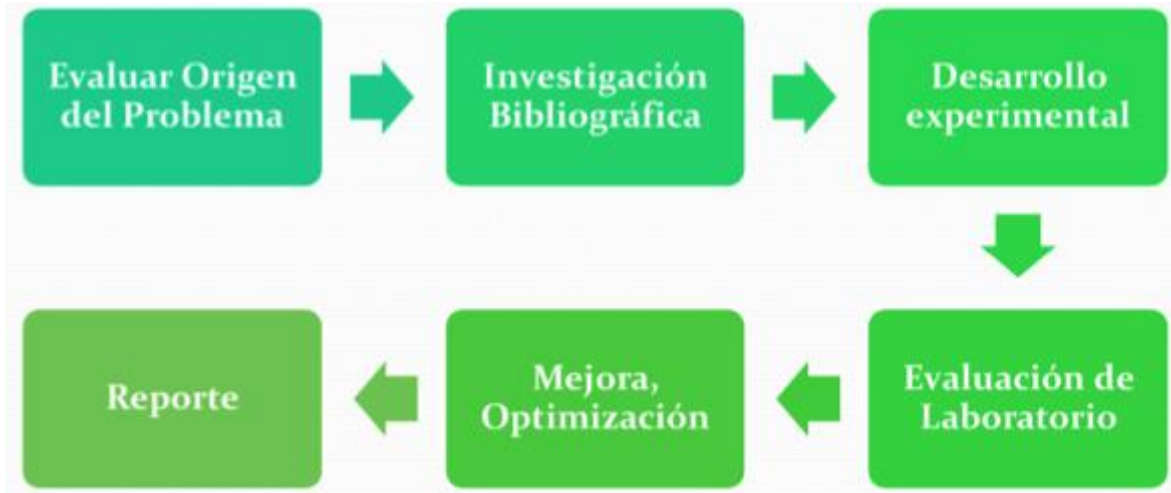 Evaluar Origen
del Problema
Investigación
Bibliográfica
Desarrollo
experimental
Evaluación de
Laboratorio
Mejora,
Optimización
Reporte